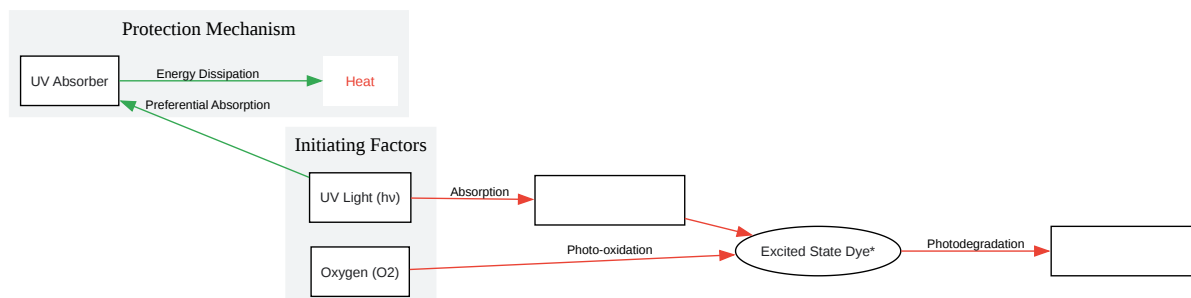 Protection Mechanism
UV Absorber
Energy Dissipation
Heat
Preferential Absorption
Initiating Factors
UV Light (hν)
Absorption
Oxygen (O2)
Photo-oxidation
Excited State Dye*
Photodegradation